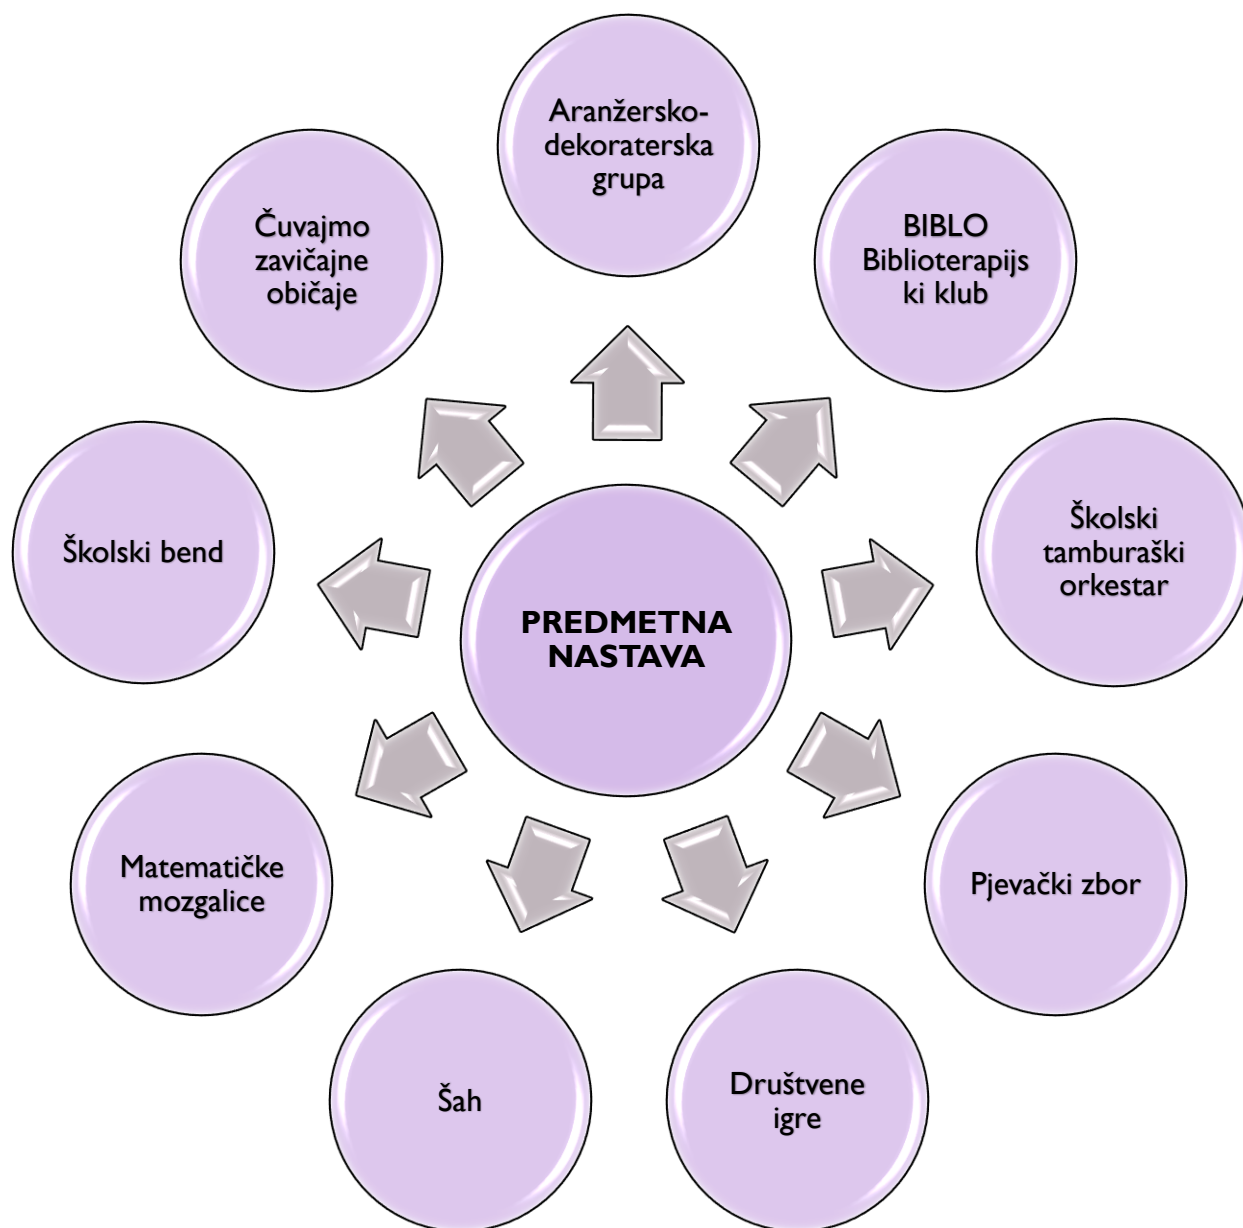 Aranžersko-
dekoraterska
grupa
BIBLO
Biblioterapijs
ki klub
Školski
tamburaški
orkestar
Pjevački zbor
Društvene
igre
Šah
Matematičke
mozgalice
Školski bend
Čuvajmo
zavičajne
običaje
PREDMETNA
NASTAVA